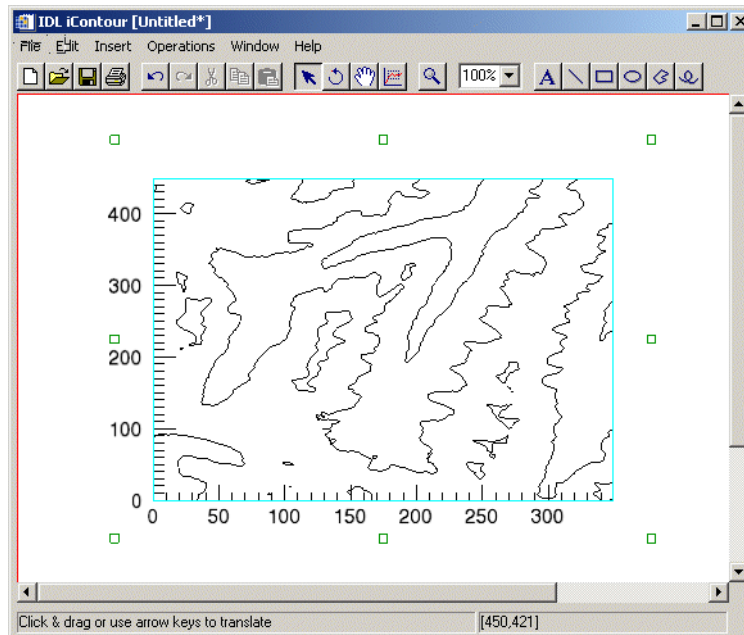 IDL iContour [Untitled*]
File Edit Insert Operations Window Help
100% A
400
300
200
100
0
0 50 100 150 200 250 300
Click & drag or use arrow keys to translate [450,421]